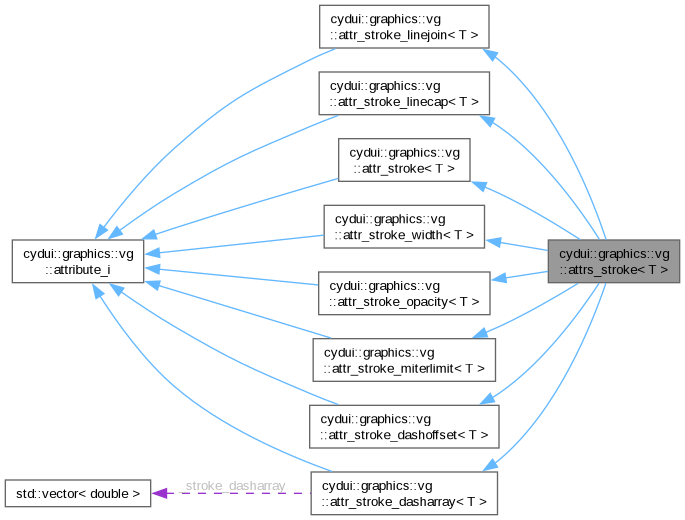 cydui::graphics::vg
::attr_stroke_linejoin< T >
cydui::graphics::vg
::attr_stroke_linecap< T >
cydui::graphics::vg
::attr_stroke< T >
cydui::graphics::vg
::attr_stroke_width< T >
cydui::graphics::vg
::attribute_i
cydui::graphics::vg
::attrs_stroke< T >
cydui::graphics::vg
::attr_stroke_opacity< T >
cydui::graphics::vg
::attr_stroke_miterlimit< T >
cydui::graphics::vg
::attr_stroke_dashoffset< T >
cydui::graphics::vg
::attr_stroke_dasharray< T >
std::vector< double >
_stroke_dasharray